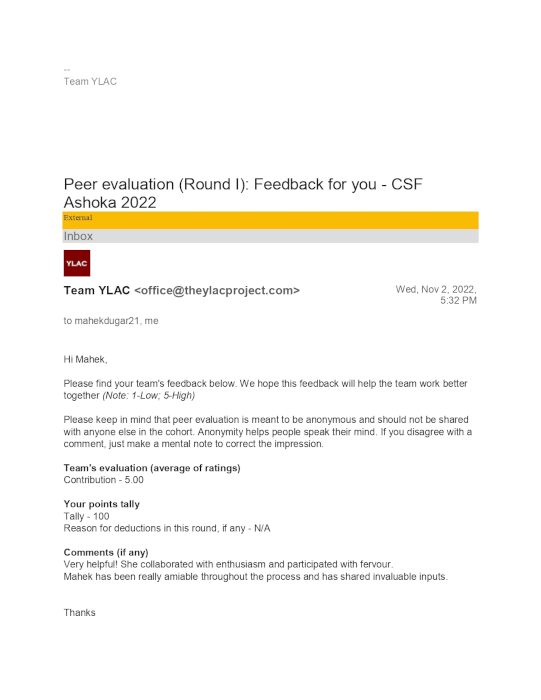 --
Team YLAC
Peer evaluation (Round I): Feedback for you - CSF
Ashoka 2022
External
Inbox
YLAC
Team YLAC <office@theylacproject.com>
Wed, Nov 2, 2022,
5:32 PM
to mahekdugar21, me
Hi Mahek,
Please find your team's feedback below. We hope this feedback will help the team work better
together (Note: 1-Low; 5-High)
Please keep in mind that peer evaluation is meant to be anonymous and should not be shared
with anyone else in the cohort. Anonymity helps people speak their mind. If you disagree with a
comment, just make a mental note to correct the impression.
Team's evaluation (average of ratings)
Contribution - 5.00
Your points tally
Tally - 100
Reason for deductions in this round, if any - N/A
Comments (if any)
Very helpful! She collaborated with enthusiasm and participated with fervour.
Mahek has been really amiable throughout the process and has shared invaluable inputs.
Thanks